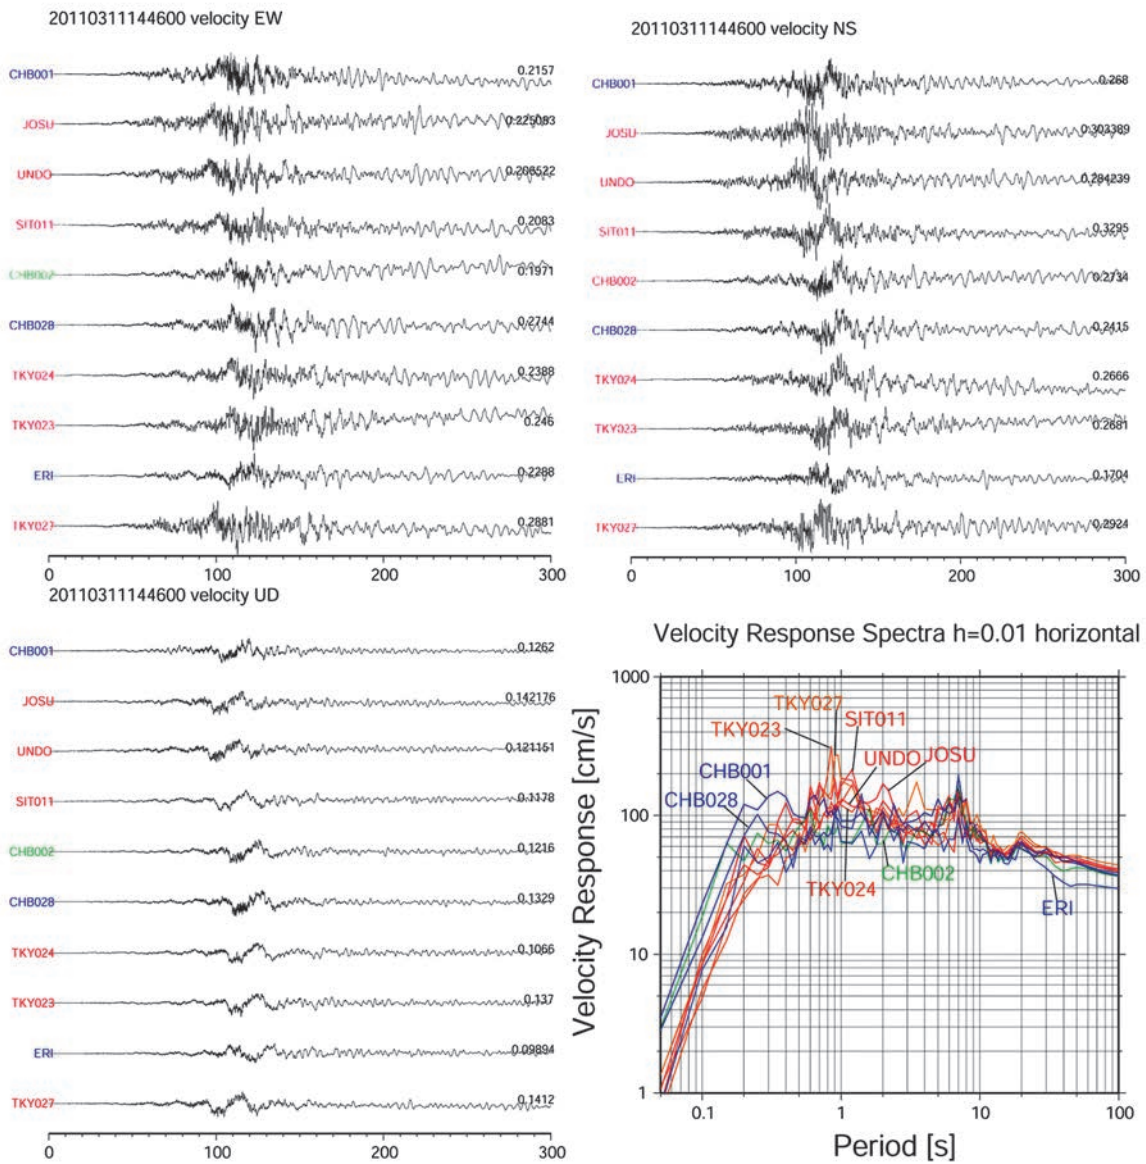 20110311144600 velocity EW
CHB001 0.2157
JOSU 0.225093
UNDO 0.206522
SIT011 0.2083
CHB002 0.1971
CHB028 0.2744
TKY024 0.2388
TKY023 0.246
ERI 0.2288
TKY027 0.2881
0 100 200 300
20110311144600 velocity NS
CHB001 0.268
JOSU 0.303389
UNDO 0.284239
SIT011 0.3295
CHB002 0.2734
CHB028 0.2415
TKY024 0.2666
TKY023 0.2681
ERI 0.1704
TKY027 0.2924
0 100 200 300
20110311144600 velocity UD
CHB001 0.1262
JOSU 0.142176
UNDO 0.121151
SIT011 0.1178
CHB002 0.1216
CHB028 0.1329
TKY024 0.1066
TKY023 0.137
ERI 0.09894
TKY027 0.1412
0 100 200 300
Velocity Response Spectra h=0.01 horizontal
Velocity Response [cm/s]
1000
100
10
1
TKY027
TKY023
SIT011
UNDO
JOSU
CHB001
CHB028
TKY024
CHB002
ERI
0.1 1 10 100
Period [s]